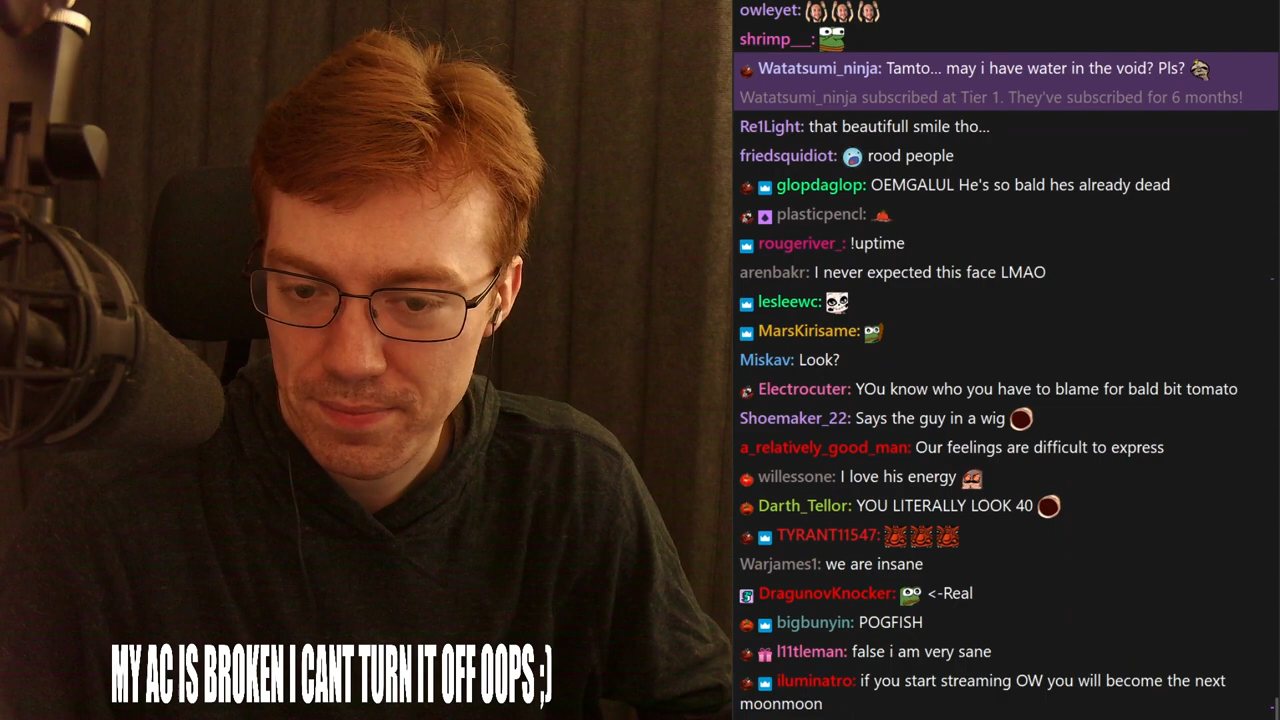 owleyet:
shrimp___:
Watatsumi_ninja: Tamto... may i have water in the void? Pls?
Watatsumi_ninja subscribed at Tier 1. They've subscribed for 6 months!
Re1Light: that beautifull smile tho...
friedsquidiot: rood people
glopdaglop: OEMGALUL He's so bald hes already dead
plasticpencl:
rougeriver_: !uptime
arenbakr: I never expected this face LMAO
lesleewc:
MarsKirisame:
Miskav: Look?
Electrocuter: YOu know who you have to blame for bald bit tomato
Shoemaker_22: Says the guy in a wig
a_relatively_good_man: Our feelings are difficult to express
willessone: I love his energy
Darth_Tellor: YOU LITERALLY LOOK 40
TYRANT11547:
Warjames1: we are insane
DragunovKnocker: <-Real
bigbunyin: POGFISH
l11tleman: false i am very sane
iluminatro: if you start streaming OW you will become the next
moonmoon
MY AC IS BROKEN I CANT TURN IT OFF OOPS ;)